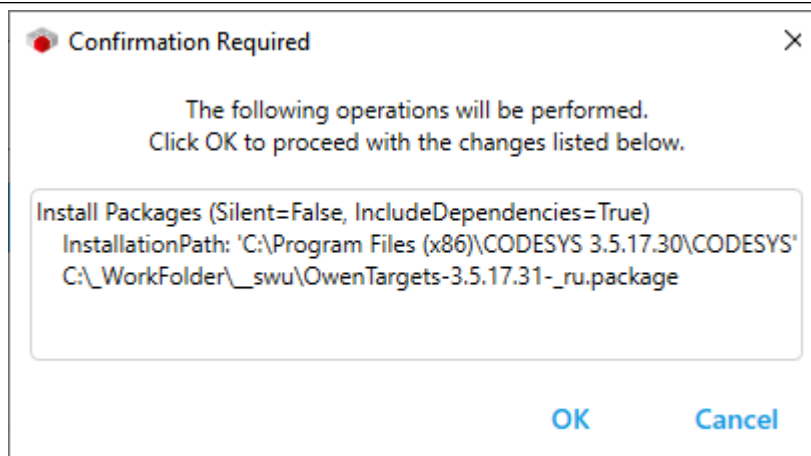 Confirmation Required
The following operations will be performed.
Click OK to proceed with the changes listed below.
Install Packages (Silent=False, IncludeDependencies=True)
InstallationPath: 'C:\Program Files (x86)\CODESYS 3.5.17.30\CODESYS'
C:\_WorkFolder\__swu\OwenTargets-3.5.17.31-_ru.package
OK Cancel